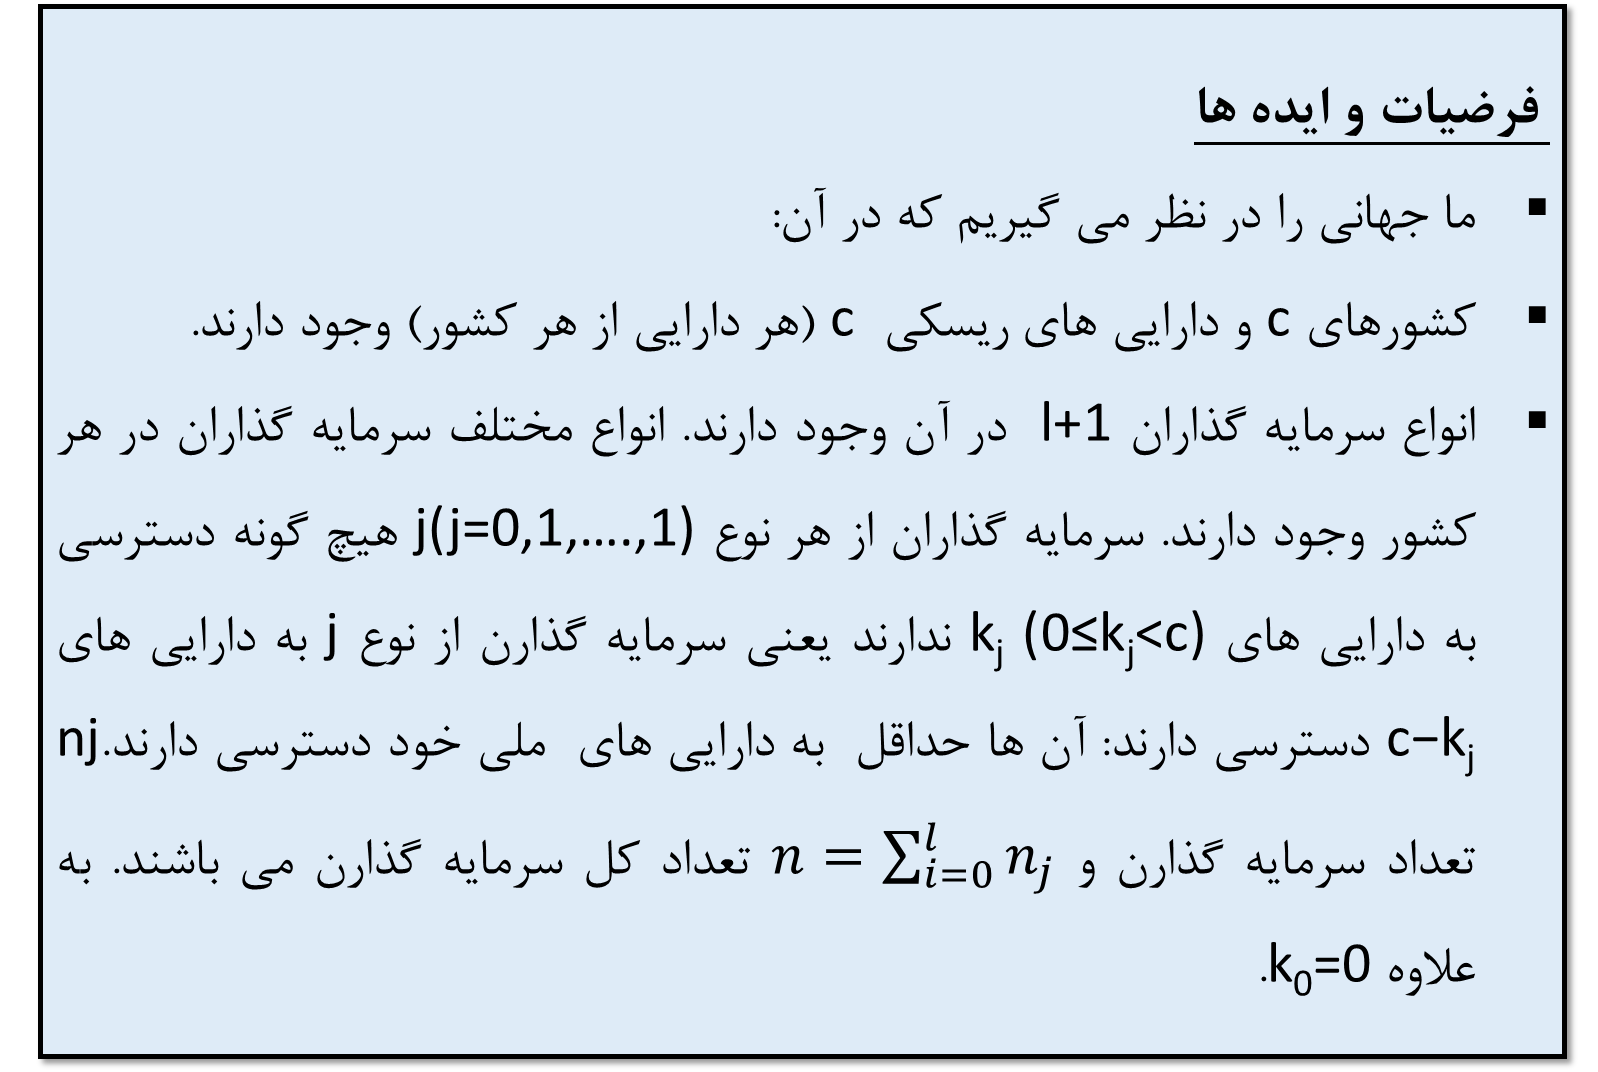 فرضیات و ایده ها
▪ ما جهانی را در نظر می گیریم که در آن:
▪ کشورهای c و دارایی های ریسکی c (هر دارایی از هر کشور) وجود دارند.
▪ انواع سرمایه گذاران l+1 در آن وجود دارند. انواع مختلف سرمایه گذاران در هر
کشور وجود دارند. سرمایه گذاران از هر نوع j(j=0,1,....,1) هیچ گونه دسترسی
به دارایی های k_j (0≤k_j<c) ندارند یعنی سرمایه گذارن از نوع j به دارایی های
c−k_j دسترسی دارند: آن ها حداقل به دارایی های ملی خود دسترسی دارند.nj
تعداد سرمایه گذارن و n = ∑_{i=0}^{l} n_j تعداد کل سرمایه گذارن می باشند. به
علاوه k₀=0.